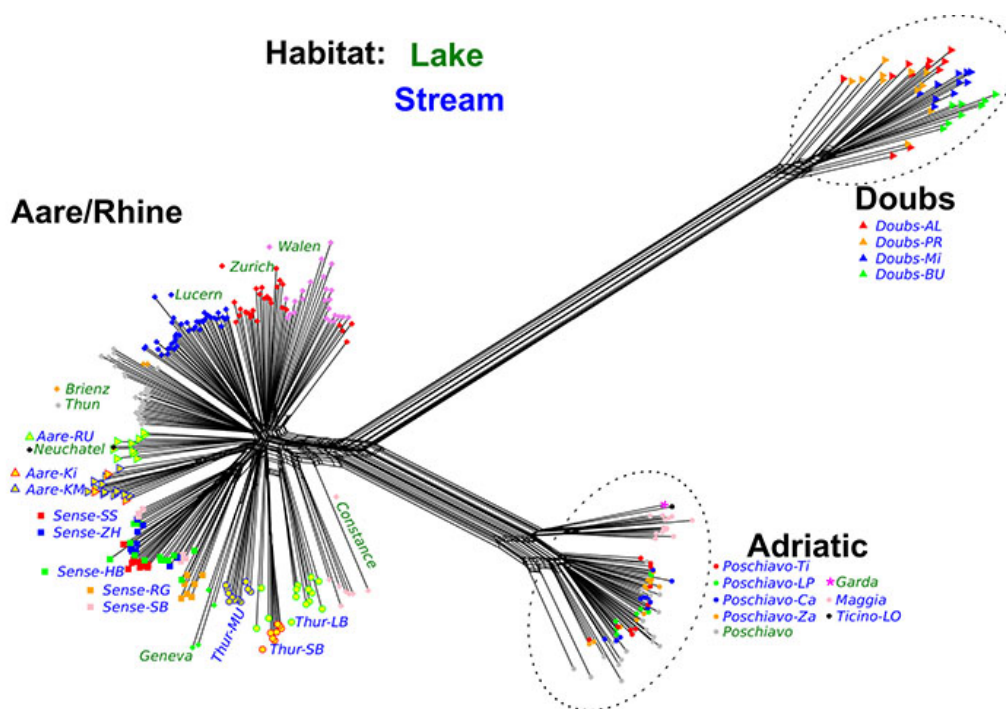 Habitat: Lake
Stream
Doubs
Doubs-AL
Doubs-PR
Doubs-Mi
Doubs-BU
Aare/Rhine
Walen
Zurich
Lucern
Brienz
Thun
Aare-RU
Neuchatel
Aare-Ki
Aare-KM
Sense-SS
Sense-ZH
Sense-HB
Sense-RG
Sense-SB
Geneva
Thur-MU
Thur-SB
Thur-LB
Constance
Adriatic
Poschiavo-Ti
Poschiavo-LP
Poschiavo-Ca
Poschiavo-Za
Poschiavo
Garda
Maggia
Ticino-LO